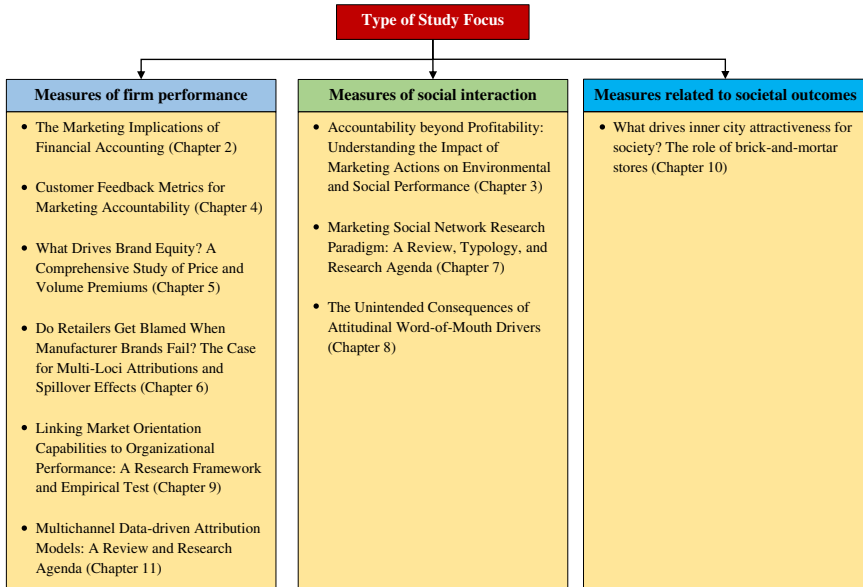 Type of Study Focus
Measures of firm performance
The Marketing Implications of
Financial Accounting (Chapter 2)
Customer Feedback Metrics for
Marketing Accountability (Chapter 4)
What Drives Brand Equity? A
Comprehensive Study of Price and
Volume Premiums (Chapter 5)
Do Retailers Get Blamed When
Manufacturer Brands Fail? The Case
for Multi-Loci Attributions and
Spillover Effects (Chapter 6)
Linking Market Orientation
Capabilities to Organizational
Performance: A Research Framework
and Empirical Test (Chapter 9)
Multichannel Data-driven Attribution
Models: A Review and Research
Agenda (Chapter 11)
Measures of social interaction
Accountability beyond Profitability:
Understanding the Impact of
Marketing Actions on Environmental
and Social Performance (Chapter 3)
Marketing Social Network Research
Paradigm: A Review, Typology, and
Research Agenda (Chapter 7)
The Unintended Consequences of
Attitudinal Word-of-Mouth Drivers
(Chapter 8)
Measures related to societal outcomes
What drives inner city attractiveness for
society? The role of brick-and-mortar
stores (Chapter 10)